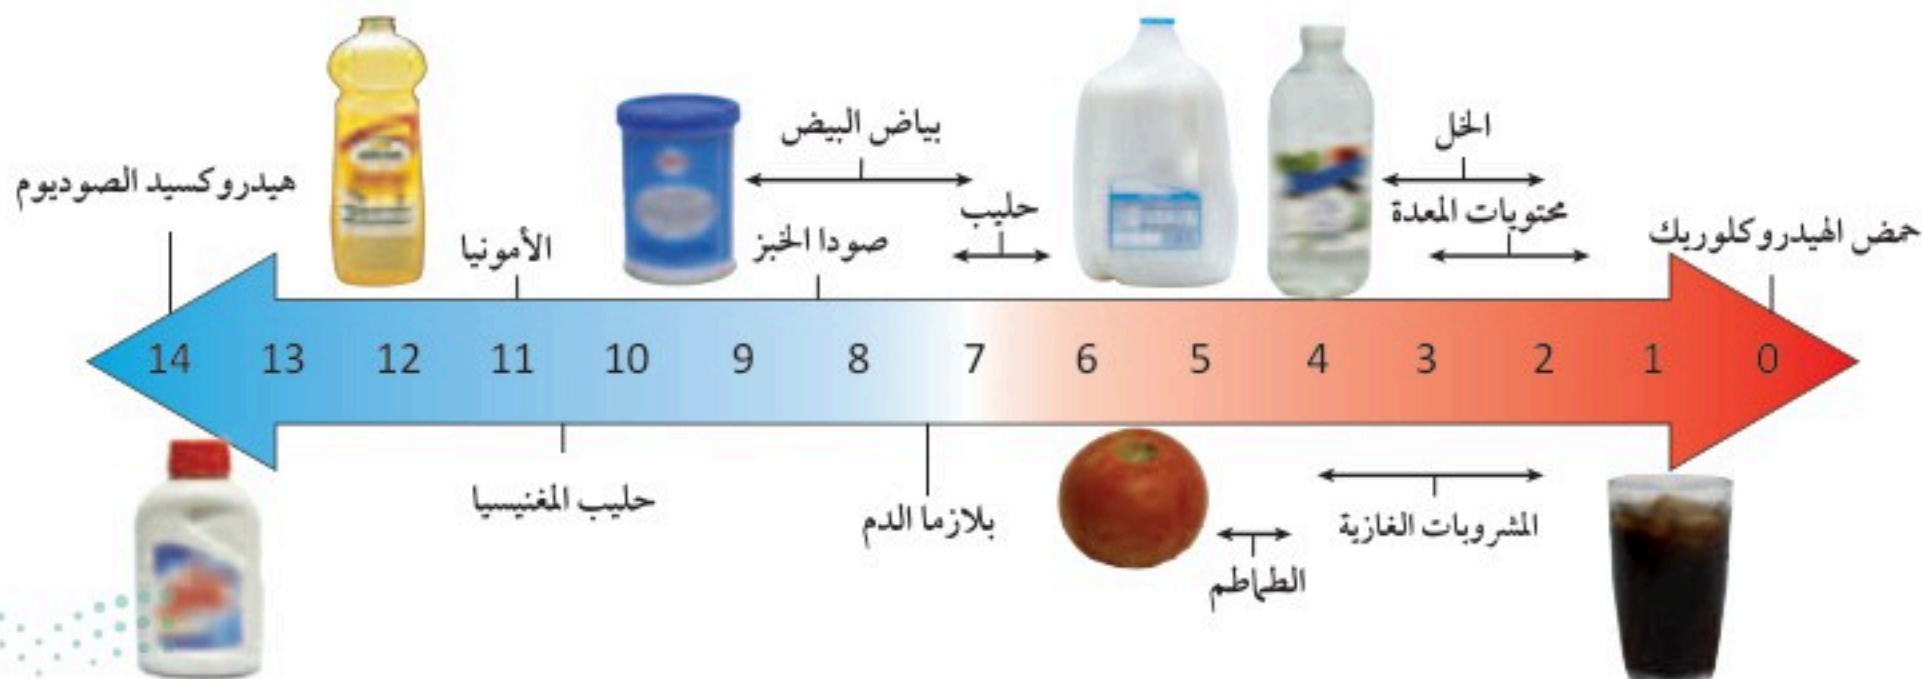 بياض البيض
الخل
هيدروكسيد الصوديوم
حليب
محتويات المعدة
حمض الهيدروكلوريك
الأمونيا
صودا الخبز
14 13 12 11 10 9 8 7 6 5 4 3 2 1 0
حليب المغنيسيا
بلازما الدم
المشروبات الغازية
الطماطم